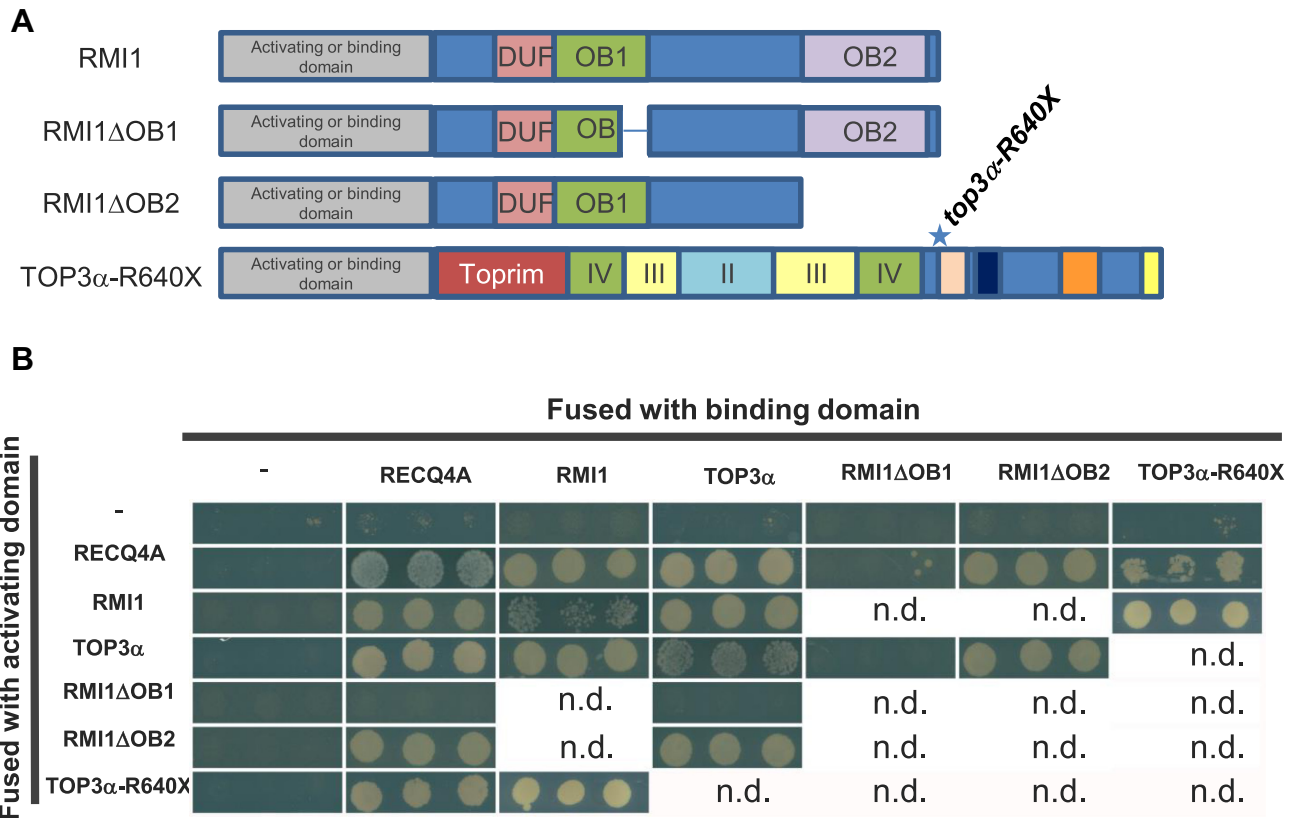 A
RMI1
Activating or binding domain
DUF
OB1
OB2
RMI1ΔOB1
Activating or binding domain
DUF
OB
OB2
RMI1ΔOB2
Activating or binding domain
DUF
OB1
top3α-R640X
TOP3α-R640X
Activating or binding domain
Toprim
IV
III
II
III
IV
B
Fused with binding domain
Fused with activating domain
- RECQ4A RMI1 TOP3α RMI1ΔOB1 RMI1ΔOB2 TOP3α-R640X
-
RECQ4A
RMI1 n.d. n.d.
TOP3α n.d.
RMI1ΔOB1 n.d. n.d. n.d. n.d.
RMI1ΔOB2 n.d. n.d. n.d. n.d.
TOP3α-R640X n.d. n.d. n.d. n.d.